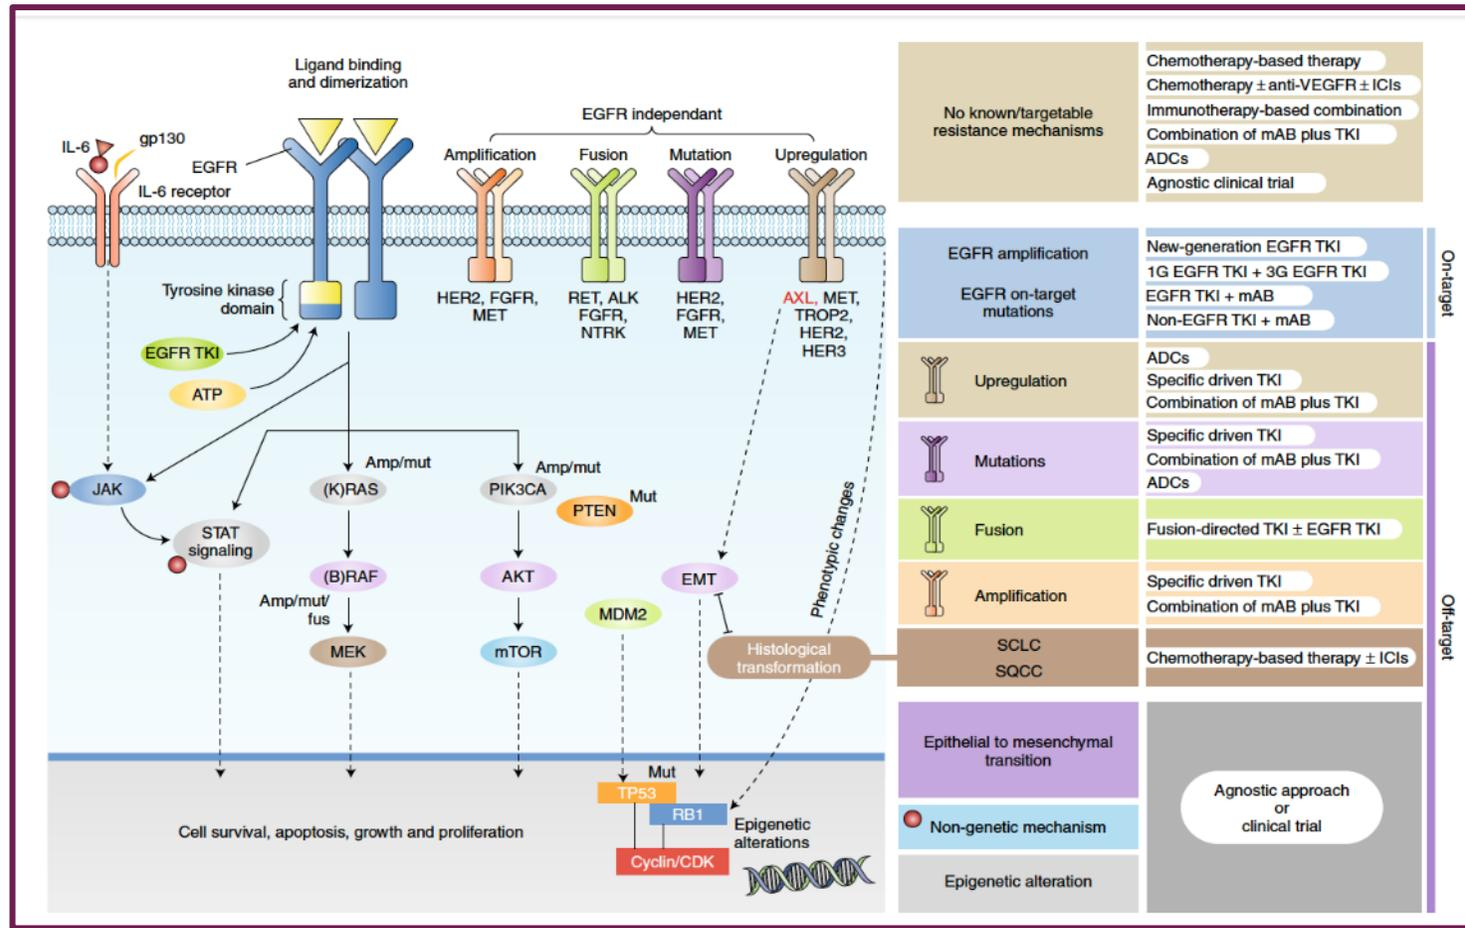 Ligand binding
and dimerization
IL-6
gp130
EGFR
IL-6 receptor
EGFR independant
Amplification
Fusion
Mutation
Upregulation
Tyrosine kinase
domain
HER2, FGFR,
MET
RET, ALK
FGFR,
NTRK
HER2,
FGFR,
MET
AXL, MET,
TROP2,
HER2,
HER3
EGFR TKI
ATP
JAK
STAT
signaling
Amp/mut
(K)RAS
(B)RAF
Amp/mut/
fus
MEK
Amp/mut
PIK3CA
Mut
PTEN
AKT
mTOR
MDM2
EMT
Phenotypic changes
Histological
transformation
Cell survival, apoptosis, growth and proliferation
Mut
TP53
RB1
Cyclin/CDK
Epigenetic
alterations
No known/targetable
resistance mechanisms
Chemotherapy-based therapy
Chemotherapy ± anti-VEGFR ± ICIs
Immunotherapy-based combination
Combination of mAB plus TKI
ADCs
Agnostic clinical trial
EGFR amplification
EGFR on-target
mutations
New-generation EGFR TKI
1G EGFR TKI + 3G EGFR TKI
EGFR TKI + mAB
Non-EGFR TKI + mAB
On-target
Upregulation
ADCs
Specific driven TKI
Combination of mAB plus TKI
Mutations
Specific driven TKI
Combination of mAB plus TKI
ADCs
Fusion
Fusion-directed TKI ± EGFR TKI
Amplification
Specific driven TKI
Combination of mAB plus TKI
SCLC
SQCC
Chemotherapy-based therapy ± ICIs
Off-target
Epithelial to mesenchymal
transition
Non-genetic mechanism
Epigenetic alteration
Agnostic approach
or
clinical trial